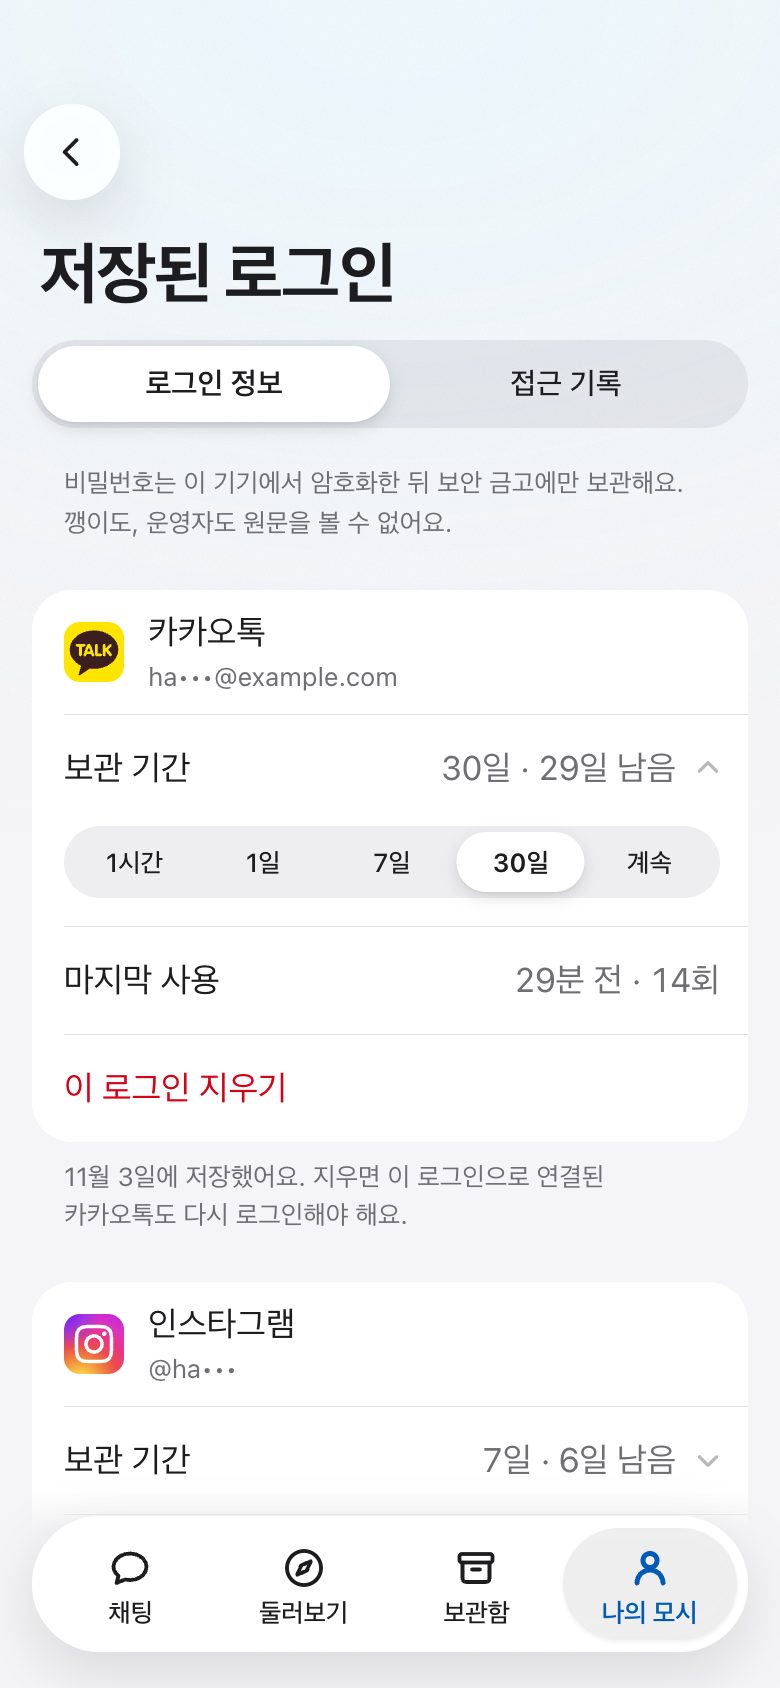 저장된 로그인
로그인 정보
접근 기록
비밀번호는 이 기기에서 암호화한 뒤 보안 금고에만 보관해요.
깽이도, 운영자도 원문을 볼 수 없어요.
TALK
카카오톡
ha•••@example.com
보관 기간
30일 · 29일 남음
1시간
1일
7일
30일
계속
마지막 사용
29분 전 · 14회
이 로그인 지우기
11월 3일에 저장했어요. 지우면 이 로그인으로 연결된
카카오톡도 다시 로그인해야 해요.
인스타그램
@ha•••
보관 기간
7일 · 6일 남음
채팅
둘러보기
보관함
나의 모시